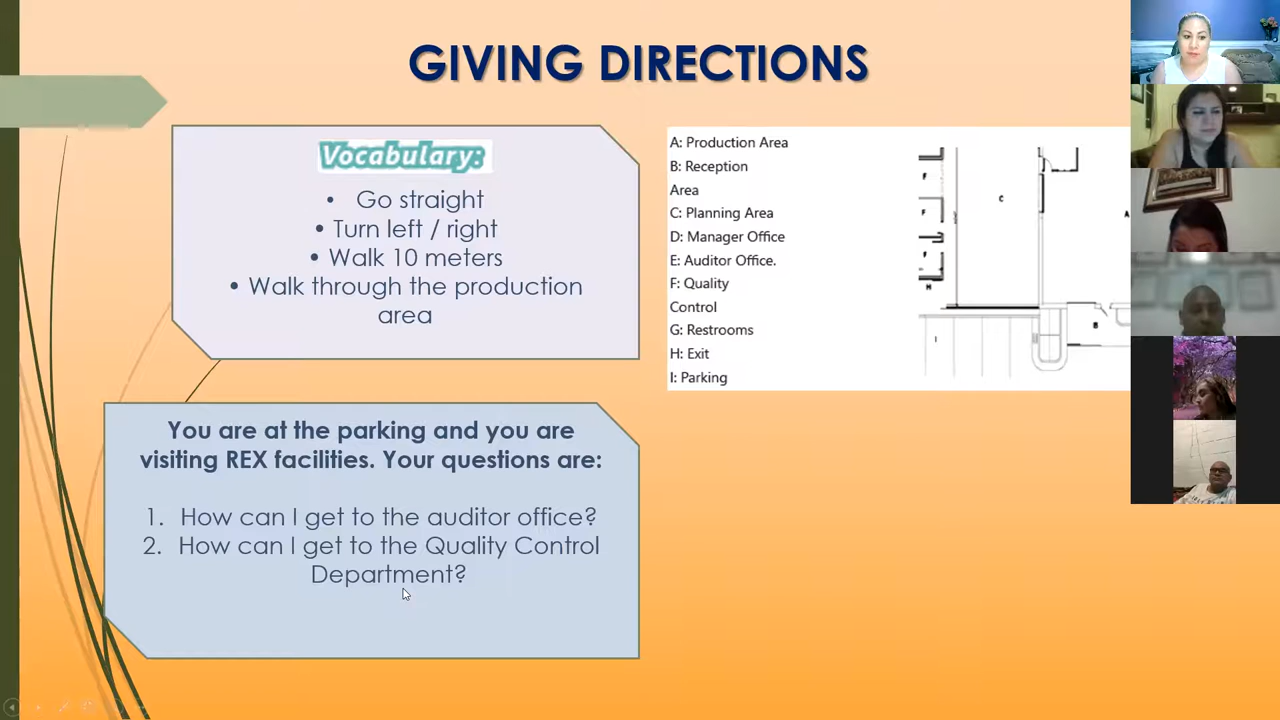 GIVING DIRECTIONS
Vocabulary:
• Go straight
• Turn left / right
• Walk 10 meters
• Walk through the production
area
You are at the parking and you are
visiting REX facilities. Your questions are:
1. How can I get to the auditor office?
2. How can I get to the Quality Control
Department?
A: Production Area
B: Reception
Area
C: Planning Area
D: Manager Office
E: Auditor Office.
F: Quality
Control
G: Restrooms
H: Exit
I: Parking
F
F
F
H
C
A
B
I